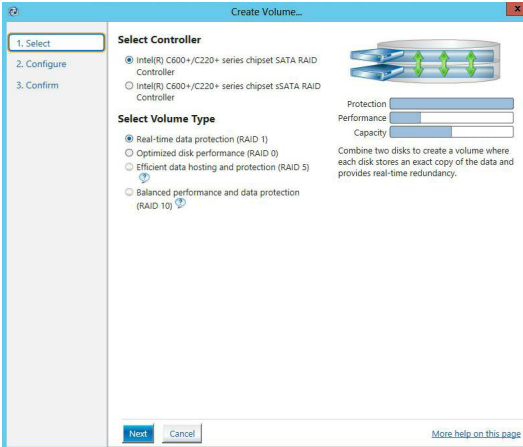 Create Volume...
x
1. Select
2. Configure
3. Confirm
Select Controller
Intel(R) C600+/C220+ series chipset SATA RAID
Controller
Intel(R) C600+/C220+ series chipset sSATA RAID
Controller
Select Volume Type
Real-time data protection (RAID 1)
Optimized disk performance (RAID 0)
Efficient data hosting and protection (RAID 5)
?
Balanced performance and data protection
(RAID 10) ?
Protection
Performance
Capacity
Combine two disks to create a volume where
each disk stores an exact copy of the data and
provides real-time redundancy.
Next
Cancel
More help on this page